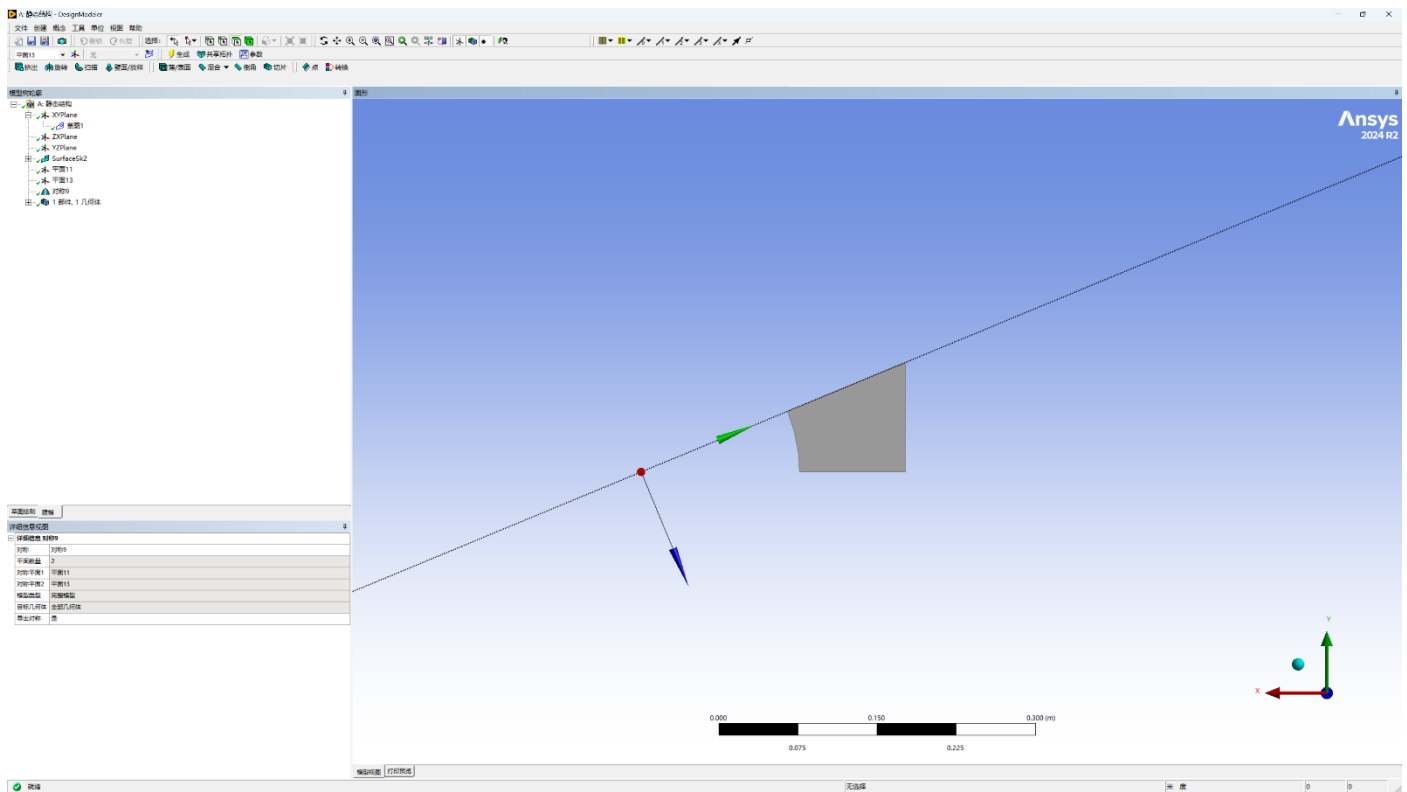 A: 静态结构 - DesignModeler
文件 创建 概念 工具 单位 视图 帮助
撤销 恢复 选择:
平面13 无 生成 共享拓扑 参数
挤出 旋转 扫描 蒙皮/放样 薄/表面 混合 倒角 切片 点 转换
模型树轮廓
A: 静态结构
XYPlane
草图1
ZXPlane
YZPlane
SurfaceSk2
平面11
平面13
对称9
1 部件, 1 几何体
草图绘制 建模
详细信息视图
详细信息 对称9
对称 对称9
平面数量 2
对称平面1 平面11
对称平面2 平面13
模型类型 完整模型
目标几何体 全部几何体
导出对称 是
图形
Ansys
2024 R2
Y
X
0.000 0.150 0.300 (m)
0.075 0.225
模型视图 打印预览
就绪 无选择 米 度 0 0